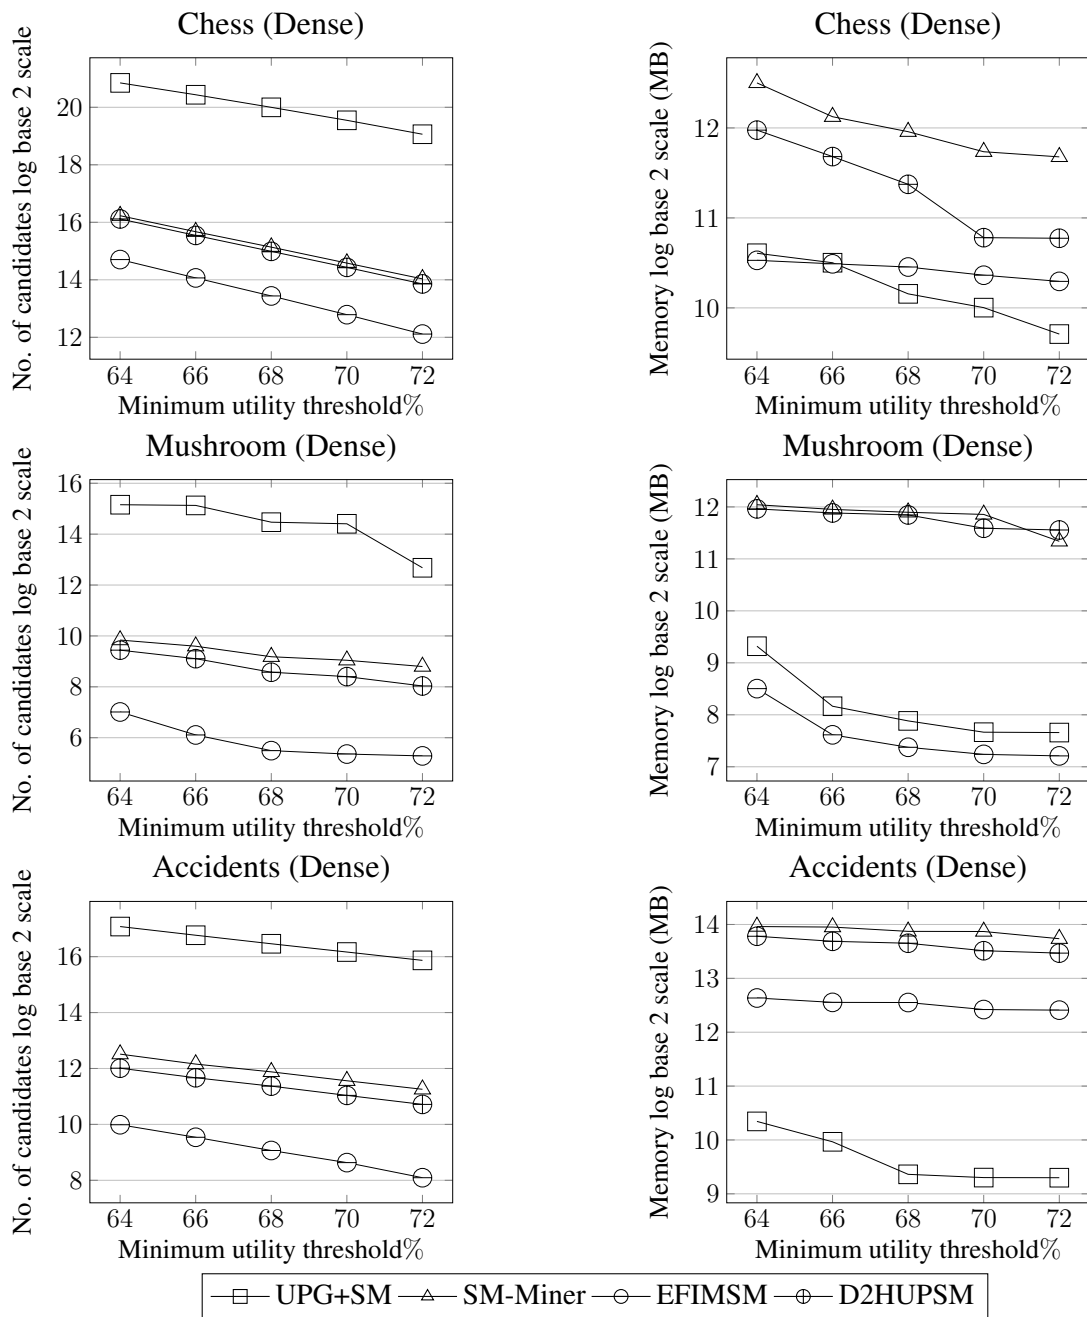 Chess (Dense)
No. of candidates log base 2 scale
20
18
16
14
12
64 66 68 70 72
Minimum utility threshold%
Chess (Dense)
Memory log base 2 scale (MB)
12
11
10
64 66 68 70 72
Minimum utility threshold%
Mushroom (Dense)
No. of candidates log base 2 scale
16
14
12
10
8
6
64 66 68 70 72
Minimum utility threshold%
Mushroom (Dense)
Memory log base 2 scale (MB)
12
11
10
9
8
7
64 66 68 70 72
Minimum utility threshold%
Accidents (Dense)
No. of candidates log base 2 scale
16
14
12
10
8
64 66 68 70 72
Minimum utility threshold%
Accidents (Dense)
Memory log base 2 scale (MB)
14
13
12
11
10
9
64 66 68 70 72
Minimum utility threshold%
UPG+SM SM-Miner EFIMSM D2HUPSM